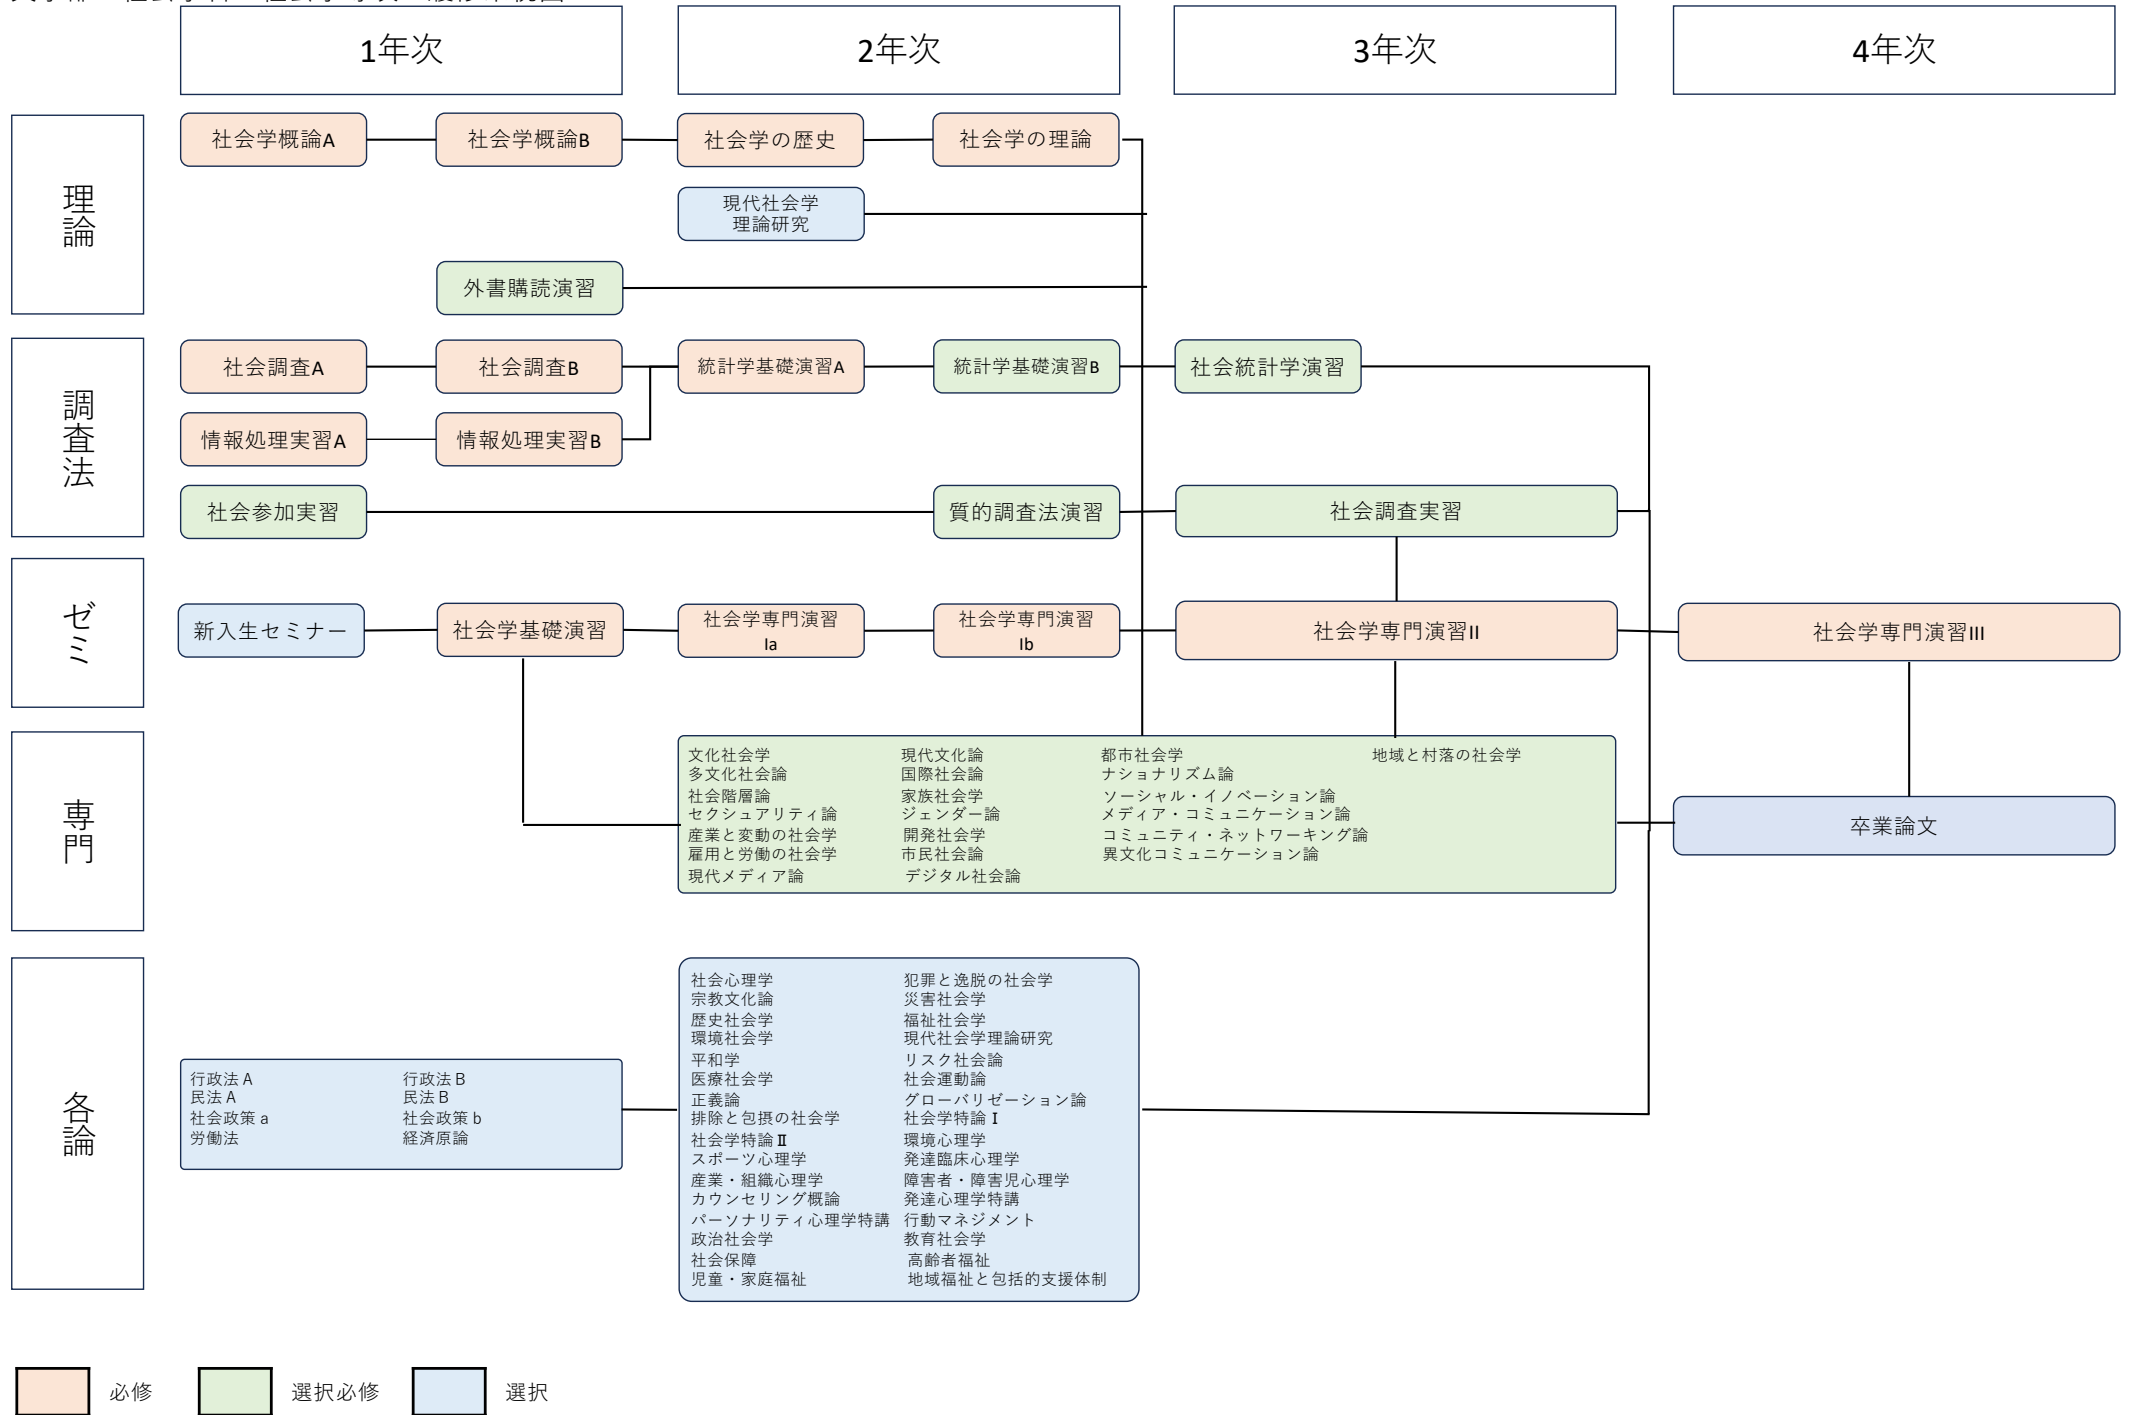 1年次
2年次
3年次
4年次
理論
社会学概論A
社会学概論B
社会学の歴史
社会学の理論
現代社会学
理論研究
外書購読演習
調査法
社会調査A
社会調査B
統計学基礎演習A
統計学基礎演習B
社会統計学演習
情報処理実習A
情報処理実習B
社会参加実習
質的調査法演習
社会調査実習
ゼミ
新入生セミナー
社会学基礎演習
社会学専門演習
Ia
社会学専門演習
Ib
社会学専門演習II
社会学専門演習III
専門
文化社会学 現代文化論 都市社会学 地域と村落の社会学
多文化社会論 国際社会論 ナショナリズム論
社会階層論 家族社会学 ソーシャル・イノベーション論
セクシュアリティ論 ジェンダー論 メディア・コミュニケーション論
産業と変動の社会学 開発社会学 コミュニティ・ネットワーキング論
雇用と労働の社会学 市民社会論 異文化コミュニケーション論
現代メディア論 デジタル社会論
卒業論文
各論
行政法A 行政法B
民法A 民法B
社会政策a 社会政策b
労働法 経済原論
社会心理学 犯罪と逸脱の社会学
宗教文化論 災害社会学
歴史社会学 福祉社会学
環境社会学 現代社会学理論研究
平和学 リスク社会論
医療社会学 社会運動論
正義論 グローバリゼーション論
排除と包摂の社会学 社会学特論Ⅰ
社会学特論Ⅱ 環境心理学
スポーツ心理学 発達臨床心理学
産業・組織心理学 障害者・障害児心理学
カウンセリング概論 発達心理学特講
パーソナリティ心理学特講 行動マネジメント
政治社会学 教育社会学
社会保障 高齢者福祉
児童・家庭福祉 地域福祉と包括的支援体制
必修
選択必修
選択